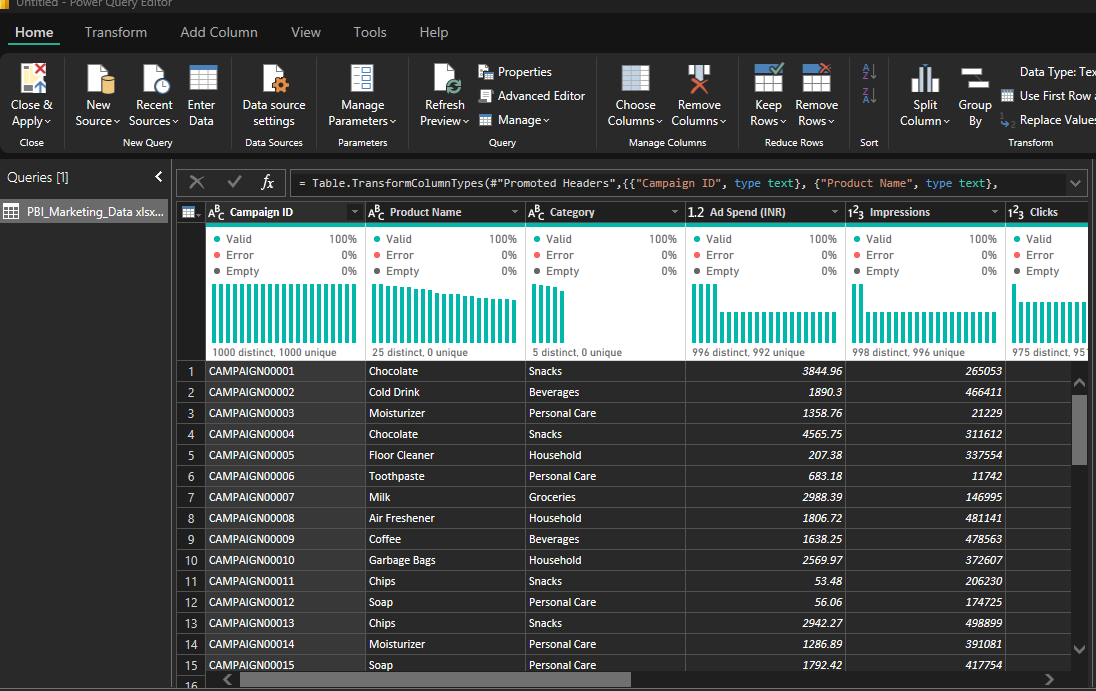 Untitled - Power Query Editor
Home Transform Add Column View Tools Help
Close & Apply
New Source
Recent Sources
Enter Data
Data source settings
Manage Parameters
Refresh Preview
Properties
Advanced Editor
Manage
Choose Columns
Remove Columns
Keep Rows
Remove Rows
Split Column
Group By
Data Type: Tex
Use First Row a
Replace Values
Close New Query Data Sources Parameters Query Manage Columns Reduce Rows Sort Transform
Queries [1]
PBI_Marketing_Data xlsx...
fx = Table.TransformColumnTypes(#"Promoted Headers",{{"Campaign ID", type text}, {"Product Name", type text},
ABC Campaign ID ABC Product Name ABC Category 1.2 Ad Spend (INR) 123 Impressions 123 Clicks
Valid 100% Valid 100% Valid 100% Valid 100% Valid 100% Valid
Error 0% Error 0% Error 0% Error 0% Error 0% Error
Empty 0% Empty 0% Empty 0% Empty 0% Empty 0% Empty
1000 distinct, 1000 unique 25 distinct, 0 unique 5 distinct, 0 unique 996 distinct, 992 unique 998 distinct, 996 unique 975 distinct, 951
1 CAMPAIGN00001 Chocolate Snacks 3844.96 265053
2 CAMPAIGN00002 Cold Drink Beverages 1890.3 466411
3 CAMPAIGN00003 Moisturizer Personal Care 1358.76 21229
4 CAMPAIGN00004 Chocolate Snacks 4565.75 311612
5 CAMPAIGN00005 Floor Cleaner Household 207.38 337554
6 CAMPAIGN00006 Toothpaste Personal Care 683.18 11742
7 CAMPAIGN00007 Milk Groceries 2988.39 146995
8 CAMPAIGN00008 Air Freshener Household 1806.72 481141
9 CAMPAIGN00009 Coffee Beverages 1638.25 478563
10 CAMPAIGN00010 Garbage Bags Household 2569.97 372607
11 CAMPAIGN00011 Chips Snacks 53.48 206230
12 CAMPAIGN00012 Soap Personal Care 56.06 174725
13 CAMPAIGN00013 Chips Snacks 2942.27 498899
14 CAMPAIGN00014 Moisturizer Personal Care 1286.89 391081
15 CAMPAIGN00015 Soap Personal Care 1792.42 417754
16